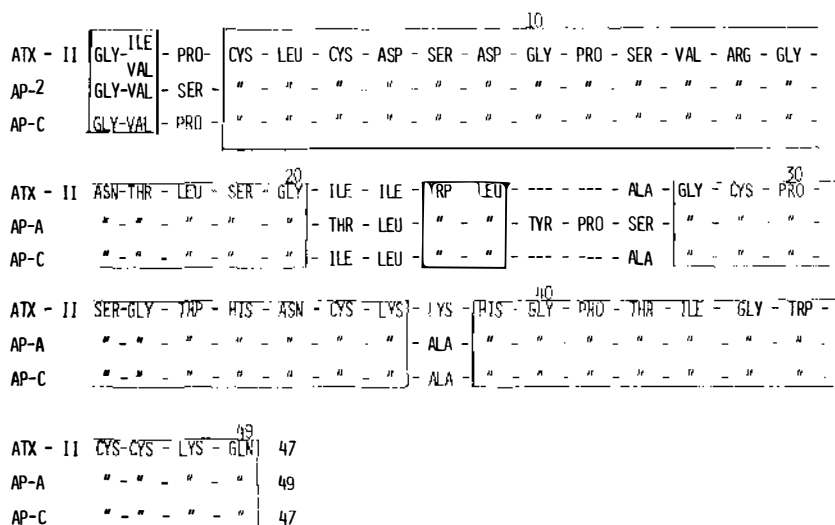 10
ILE
ATX - II GLY- - PRO- CYS - LEU - CYS - ASP - SER - ASP - GLY - PRO - SER - VAL - ARG - GLY -
VAL
AP-2 GLY-VAL - SER - " - " - " - " - " - " - " - " - " - " - " - " -
AP-C GLY-VAL - PRO - " - " - " - " - " - " - " - " - " - " - " - " -
20 30
ATX - II ASN-THR - LEU - SER - GLY - ILE - ILE - TRP LEU - --- - --- - ALA - GLY - CYS - PRO -
AP-A " - " - " - " - " - THR - LEU - " - " - TYR - PRO - SER - " - " - " -
AP-C " - " - " - " - " - ILE - LEU - " - " - --- - --- - ALA - " - " - " -
40
ATX - II SER-GLY - TRP - HIS - ASN - CYS - LYS - LYS - HIS - GLY - PRO - THR - ILE - GLY - TRP -
AP-A " - " - " - " - " - " - " - ALA - " - " - " - " - " - " - " -
AP-C " - " - " - " - " - " - " - ALA - " - " - " - " - " - " - " -
49
ATX - II CYS-CYS - LYS - GLN 47
AP-A " - " - " - " 49
AP-C " - " - " - " 47